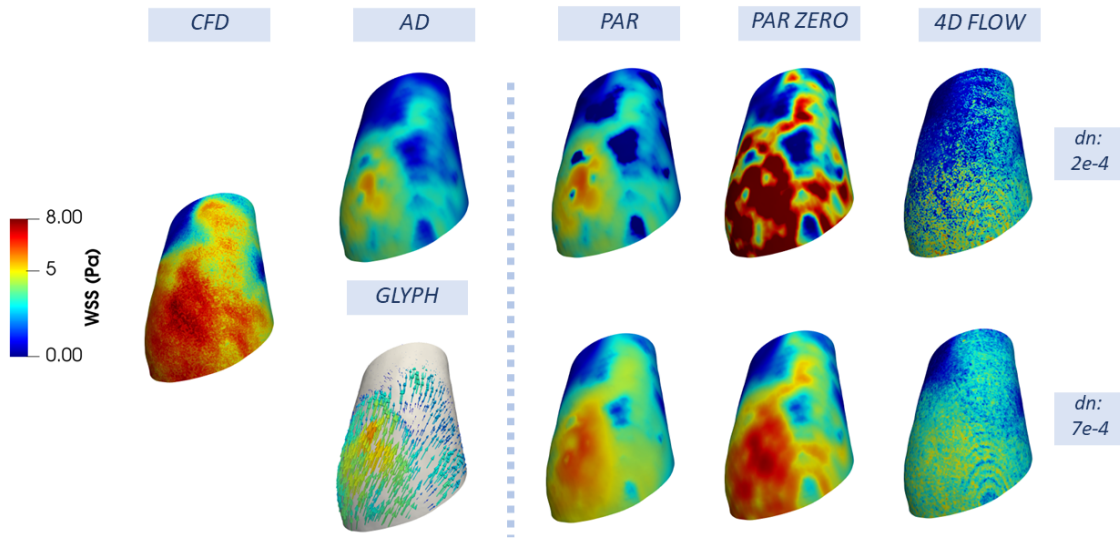 CFD
AD
PAR
PAR ZERO
4D FLOW
dn:
2e-4
8.00
5
0.00
WSS (Pa)
GLYPH
dn:
7e-4